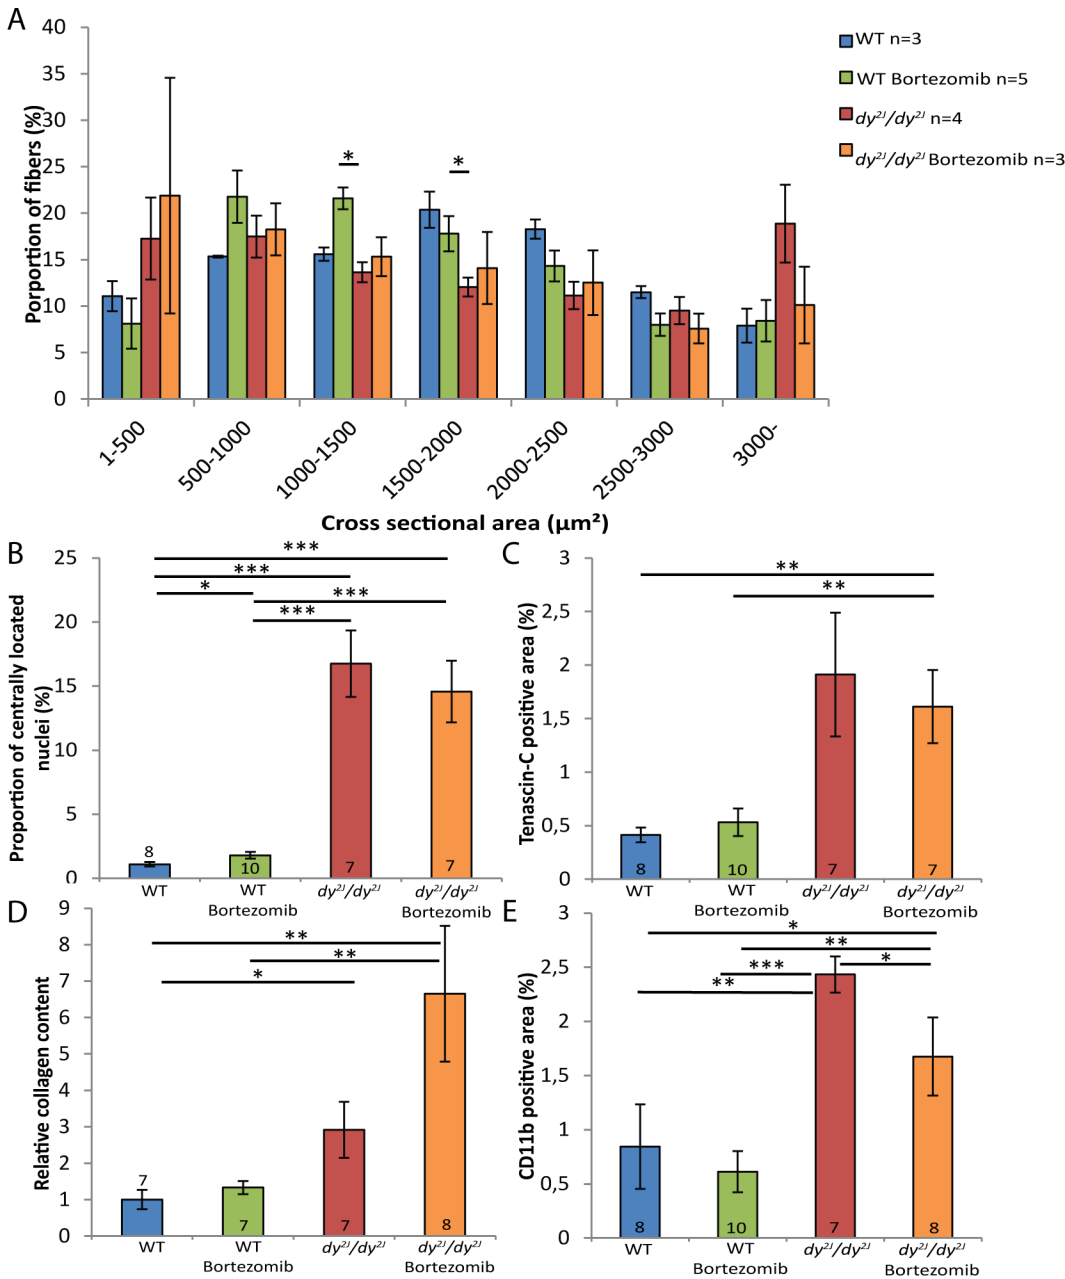 A
40
35
30
25
20
15
10
5
0
Porportion of fibers (%)
* *
WT n=3
WT Bortezomib n=5
dy²ᴶ/dy²ᴶ n=4
dy²ᴶ/dy²ᴶ Bortezomib n=3
1-500
500-1000
1000-1500
1500-2000
2000-2500
2500-3000
3000-
Cross sectional area (µm²)
B
25
20
15
10
5
0
Proportion of centrally located
nuclei (%)
***
***
*
***
***
8 10 7 7
WT
WT
Bortezomib
dy²ᴶ/dy²ᴶ
dy²ᴶ/dy²ᴶ
Bortezomib
C
3
2,5
2
1,5
1
0,5
0
Tenascin-C positive area (%)
**
**
8 10 7 7
WT
WT
Bortezomib
dy²ᴶ/dy²ᴶ
dy²ᴶ/dy²ᴶ
Bortezomib
D
9
8
7
6
5
4
3
2
1
0
Relative collagen content
**
**
*
7 7 7 8
WT
WT
Bortezomib
dy²ᴶ/dy²ᴶ
dy²ᴶ/dy²ᴶ
Bortezomib
E
3
2,5
2
1,5
1
0,5
0
CD11b positive area (%)
*
**
***
*
**
8 10 7 8
WT
WT
Bortezomib
dy²ᴶ/dy²ᴶ
dy²ᴶ/dy²ᴶ
Bortezomib